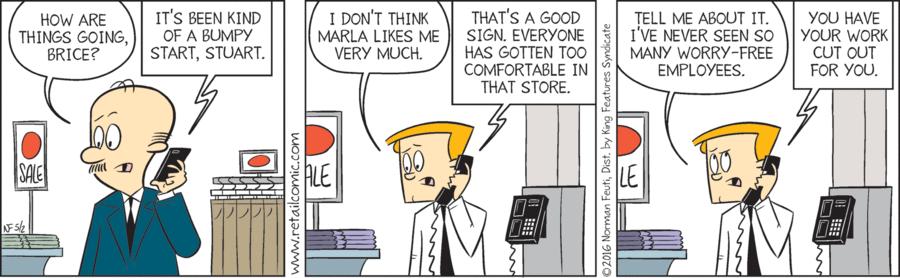 HOW ARE
THINGS GOING,
BRICE?
IT'S BEEN KIND
OF A BUMPY
START, STUART.
SALE
NF 5/2
www.retailcomic.com
I DON'T THINK
MARLA LIKES ME
VERY MUCH.
THAT'S A GOOD
SIGN. EVERYONE
HAS GOTTEN TOO
COMFORTABLE IN
THAT STORE.
ALE
©2016 Norman Feuti, Dist. by King Features Syndicate
TELL ME ABOUT IT.
I'VE NEVER SEEN SO
MANY WORRY-FREE
EMPLOYEES.
YOU HAVE
YOUR WORK
CUT OUT
FOR YOU.
ALE